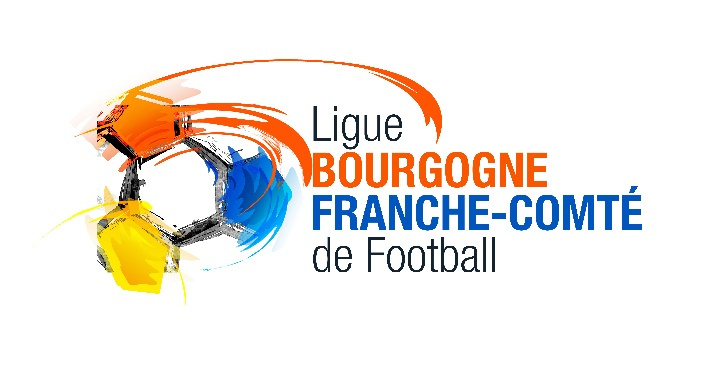 Ligue
BOURGOGNE
FRANCHE-COMTÉ
de Football